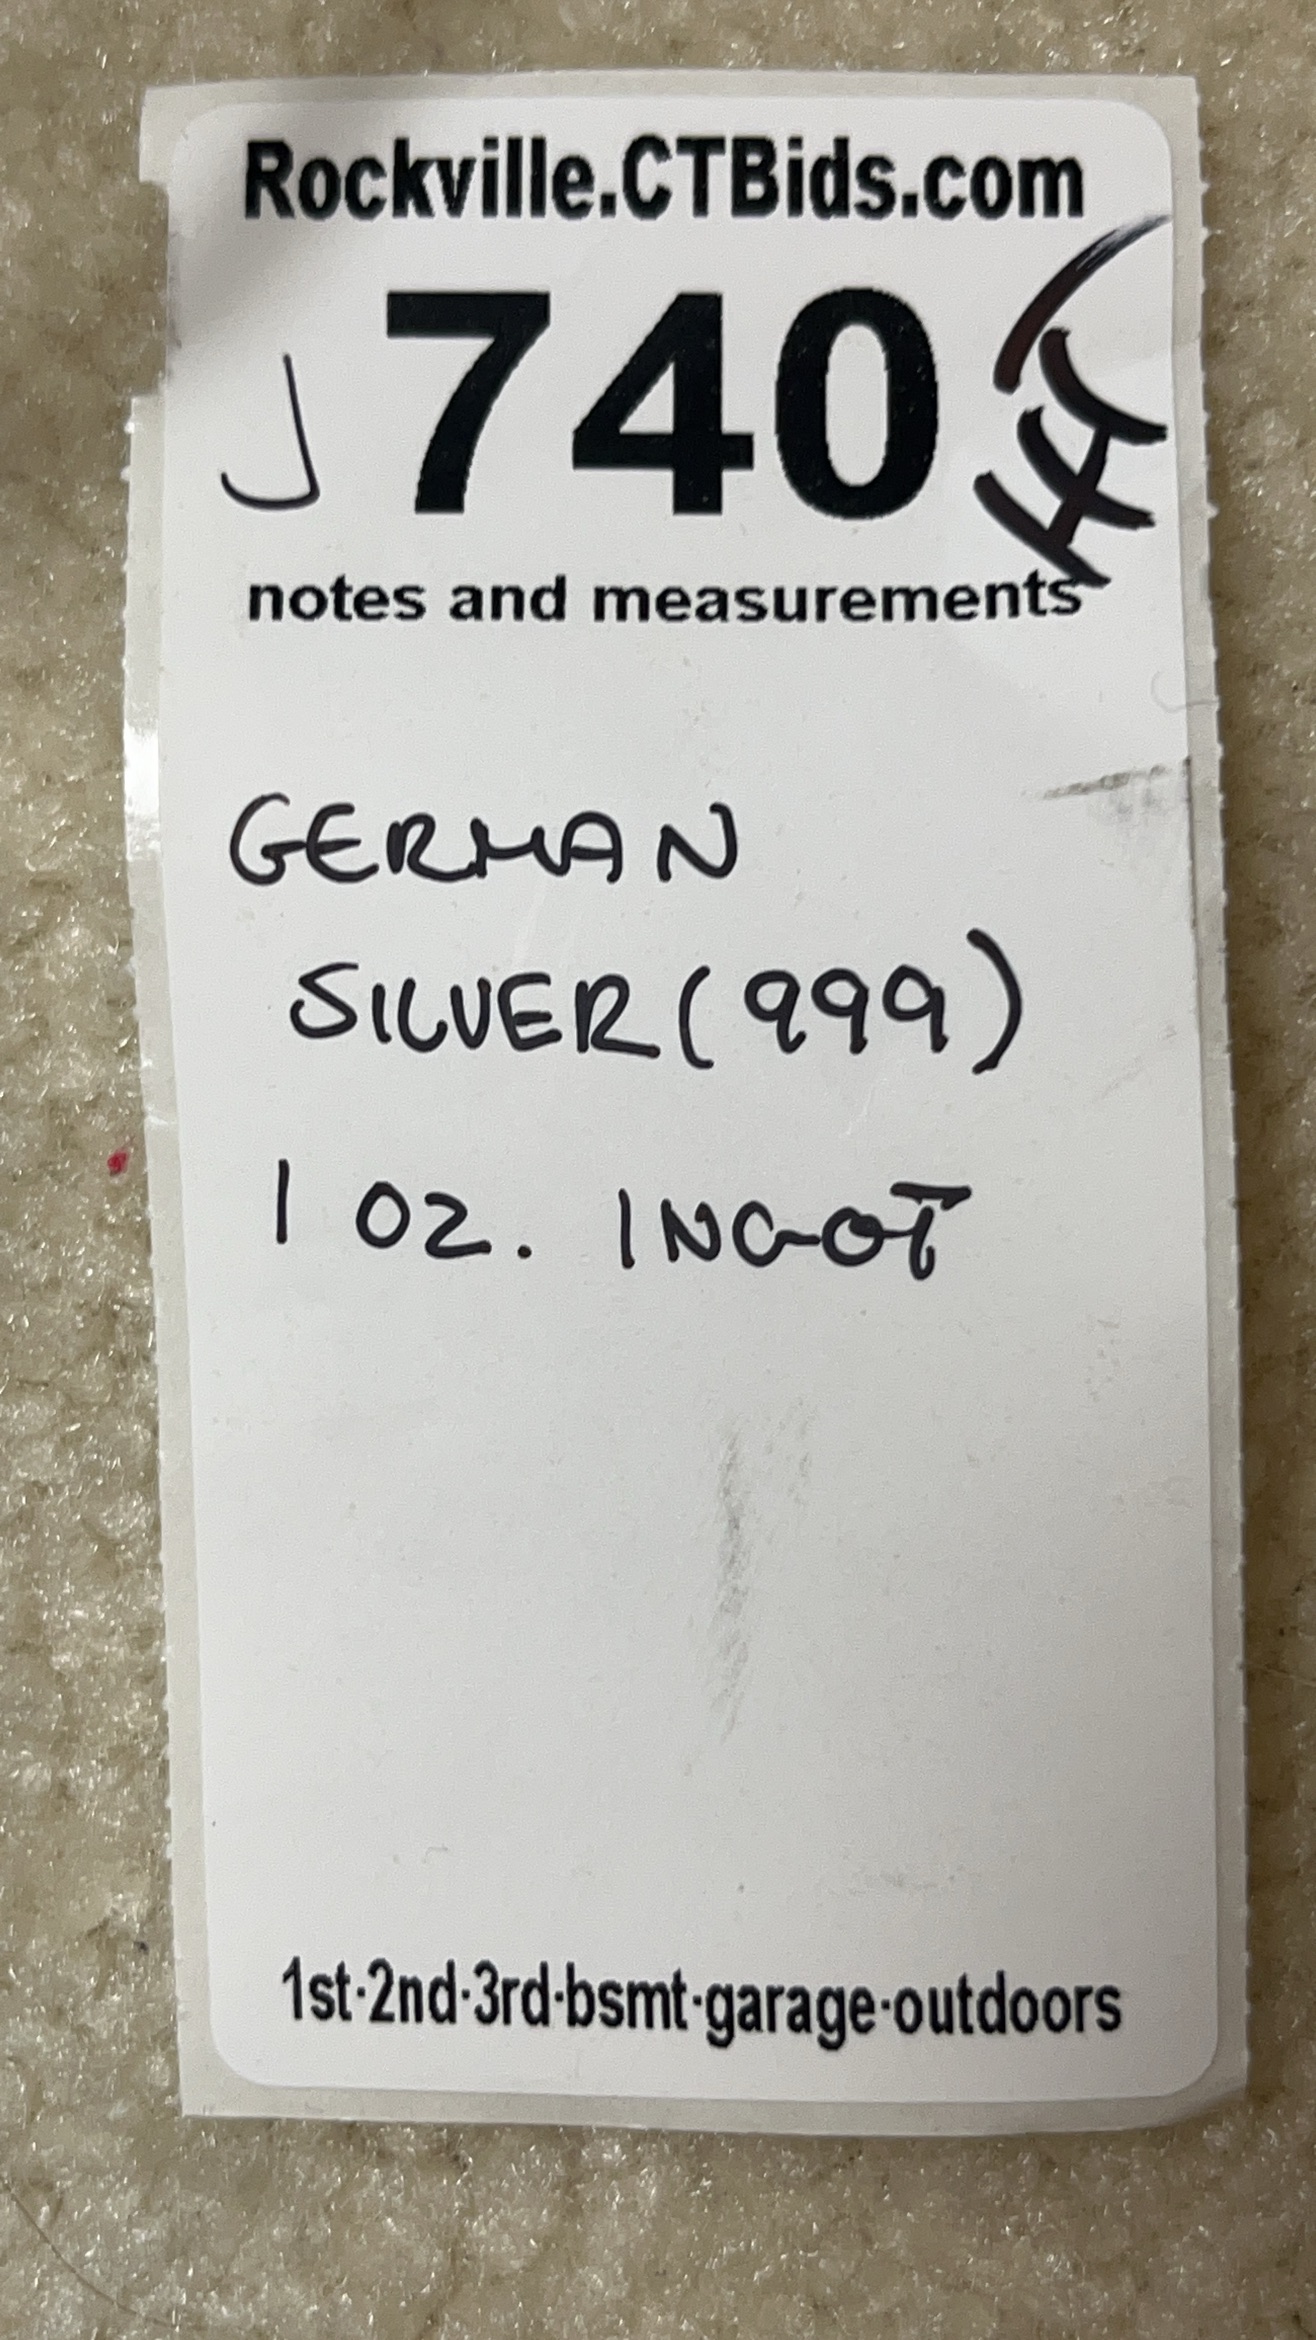 Rockville.CTBids.com
J 740
notes and measurements
GERMAN
SILVER (999)
1 OZ. INGOT
1st·2nd·3rd·bsmt·garage·outdoors